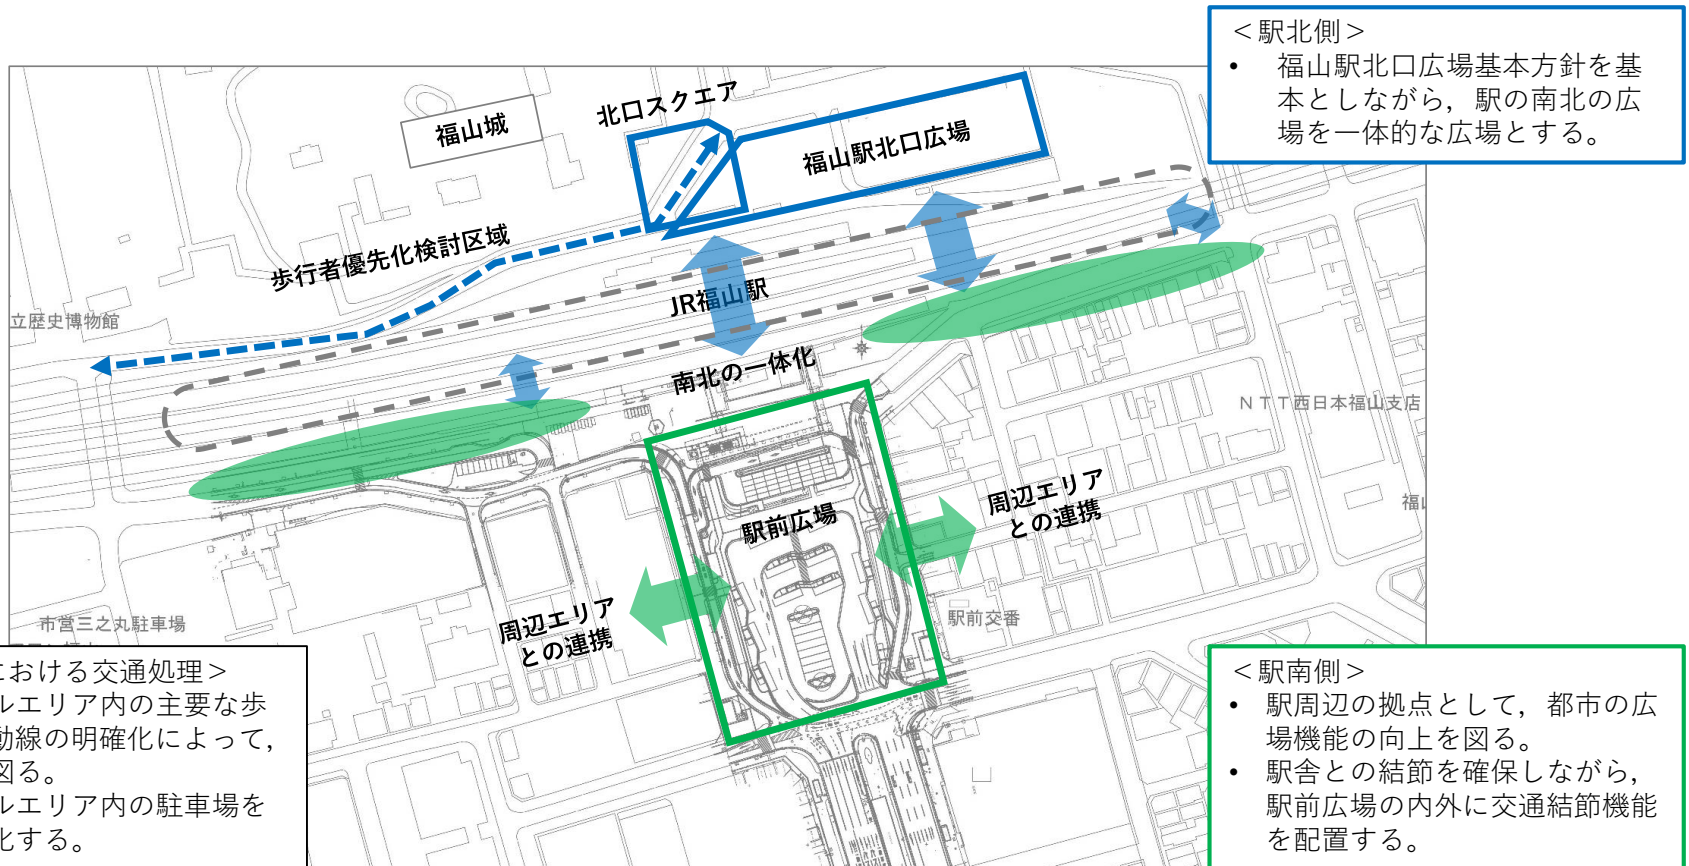 ＜駅北側＞
• 福山駅北口広場基本方針を基
本としながら，駅の南北の広
場を一体的な広場とする。
北口スクエア
福山城
福山駅北口広場
歩行者優先化検討区域
JR福山駅
立歴史博物館
南北の一体化
ＮＴＴ西日本福山支店
周辺エリア
との連携
福山
駅前広場
周辺エリア
との連携
駅前交番
市営三之丸駐車場
における交通処理＞
ルエリア内の主要な歩
動線の明確化によって，
図る。
ルエリア内の駐車場を
化する。
＜駅南側＞
• 駅周辺の拠点として，都市の広
場機能の向上を図る。
• 駅舎との結節を確保しながら，
駅前広場の内外に交通結節機能
を配置する。